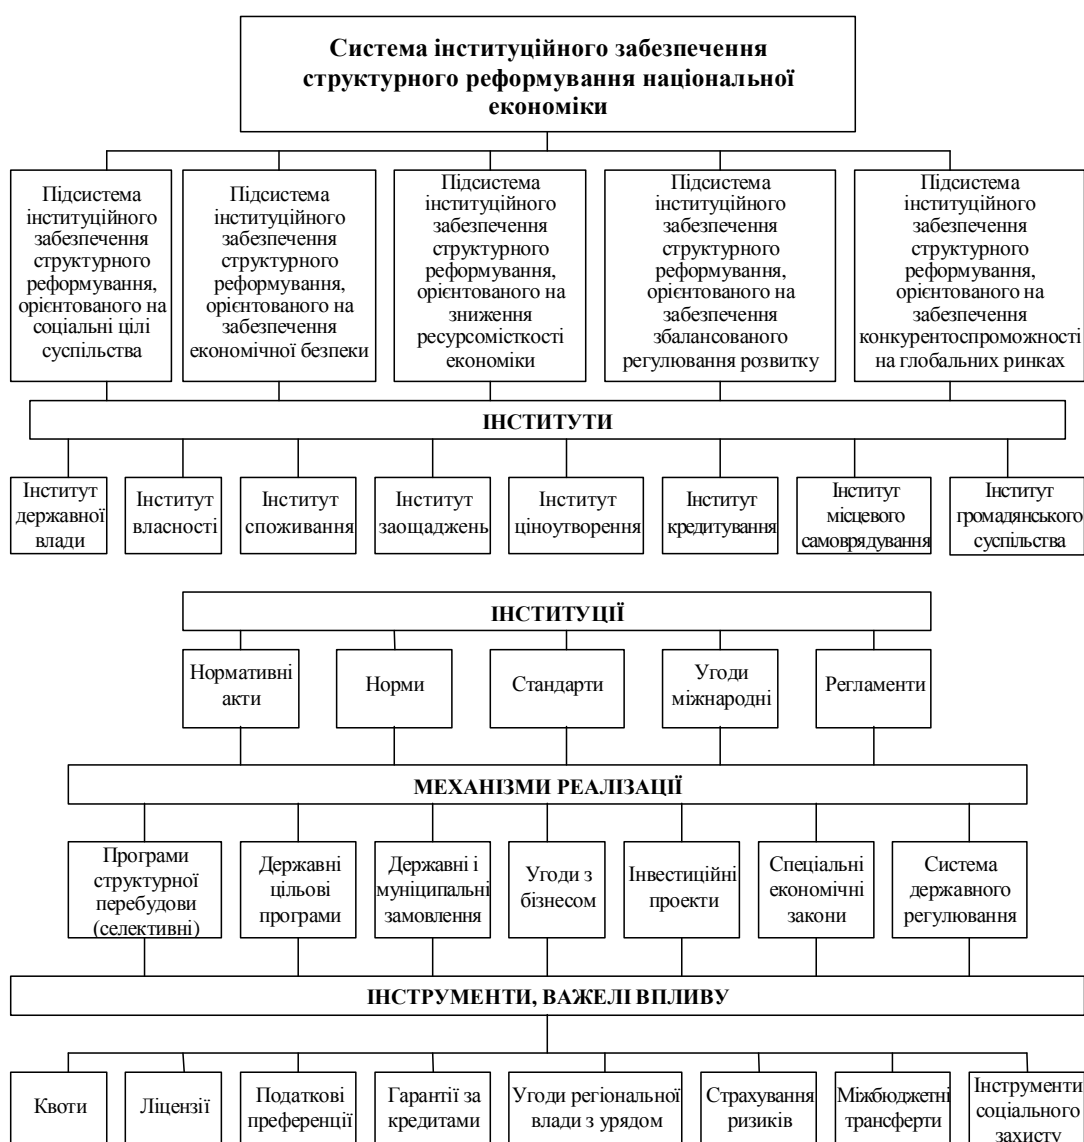 Система інституційного забезпечення
структурного реформування національної
економіки
Підсистема
інституційного
забезпечення
структурного
реформування,
орієнтованого на
соціальні цілі
суспільства
Підсистема
інституційного
забезпечення
структурного
реформування,
орієнтованого на
забезпечення
економічної безпеки
Підсистема
інституційного
забезпечення
структурного
реформування,
орієнтованого на
зниження
ресурсомісткості
економіки
Підсистема
інституційного
забезпечення
структурного
реформування,
орієнтованого на
забезпечення
збалансованого
регулювання розвитку
Підсистема
інституційного
забезпечення
структурного
реформування,
орієнтованого на
забезпечення
конкурентоспроможності
на глобальних ринках
ІНСТИТУТИ
Інститут
державної
влади
Інститут
власності
Інститут
споживання
Інститут
заощаджень
Інститут
ціноутворення
Інститут
кредитування
Інститут
місцевого
самоврядування
Інститут
громадянського
суспільства
ІНСТИТУЦІЇ
Нормативні
акти
Норми
Стандарти
Угоди
міжнародні
Регламенти
МЕХАНІЗМИ РЕАЛІЗАЦІЇ
Програми
структурної
перебудови
(селективні)
Державні
цільові
програми
Державні і
муніципальні
замовлення
Угоди з
бізнесом
Інвестиційні
проекти
Спеціальні
економічні
закони
Система
державного
регулювання
ІНСТРУМЕНТИ, ВАЖЕЛІ ВПЛИВУ
Квоти
Ліцензії
Податкові
преференції
Гарантії за
кредитами
Угоди регіональної
влади з урядом
Страхування
ризиків
Міжбюджетні
трансферти
Інструменти
соціального
захисту